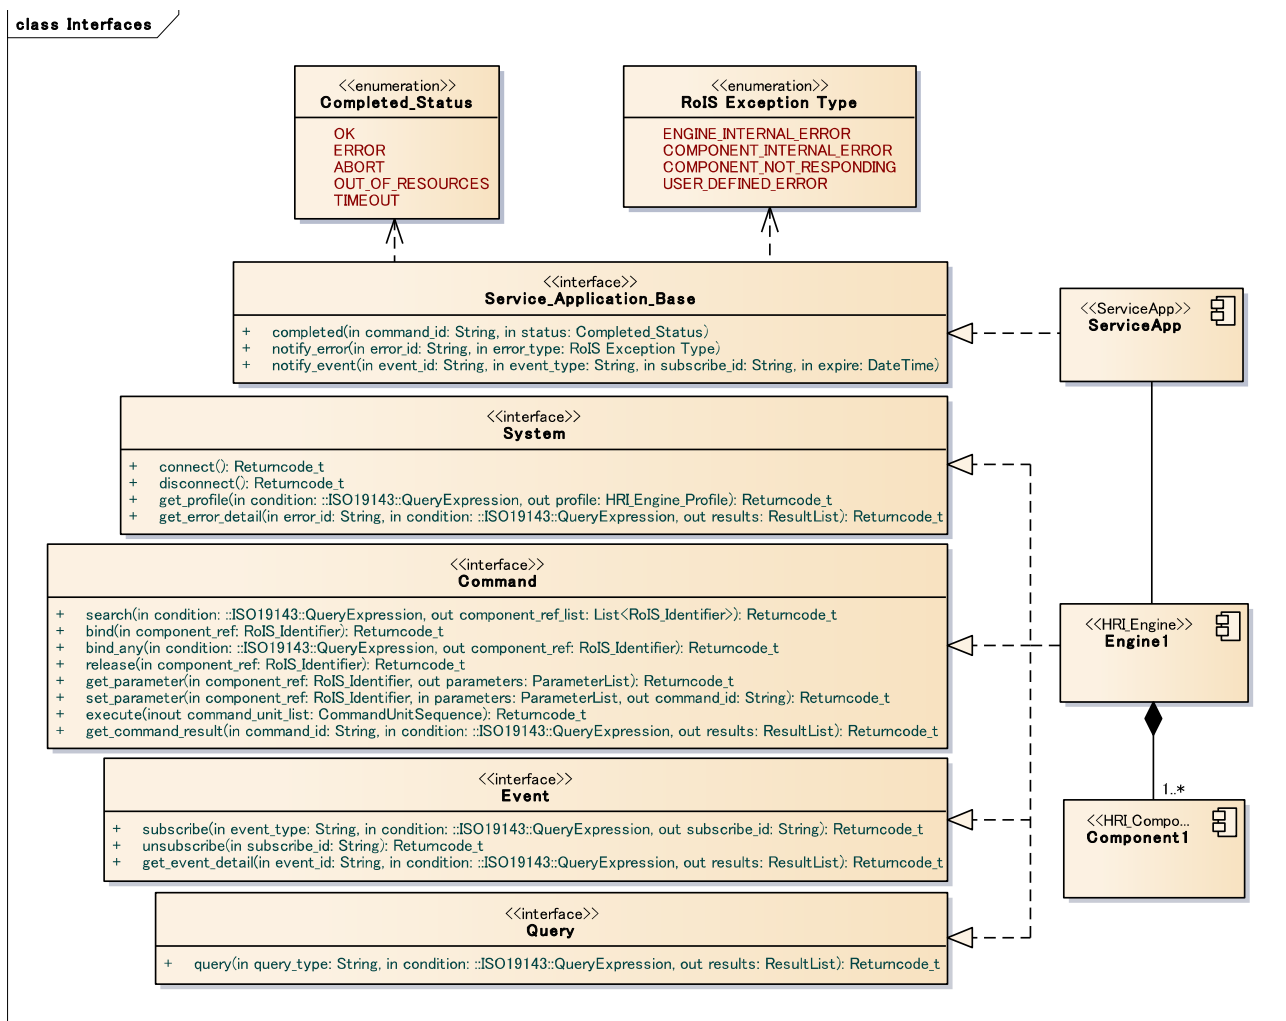 class Interfaces
<<enumeration>>
Completed_Status
OK
ERROR
ABORT
OUT_OF_RESOURCES
TIMEOUT
<<enumeration>>
RoIS Exception Type
ENGINE_INTERNAL_ERROR
COMPONENT_INTERNAL_ERROR
COMPONENT_NOT_RESPONDING
USER_DEFINED_ERROR
<<interface>>
Service_Application_Base
+ completed(in command_id: String, in status: Completed_Status)
+ notify_error(in error_id: String, in error_type: RoIS Exception Type)
+ notify_event(in event_id: String, in event_type: String, in subscribe_id: String, in expire: DateTime)
<<ServiceApp>>
ServiceApp
<<interface>>
System
+ connect(): Returncode_t
+ disconnect(): Returncode_t
+ get_profile(in condition: ::ISO19143::QueryExpression, out profile: HRI_Engine_Profile): Returncode_t
+ get_error_detail(in error_id: String, in condition: ::ISO19143::QueryExpression, out results: ResultList): Returncode_t
<<interface>>
Command
+ search(in condition: ::ISO19143::QueryExpression, out component_ref_list: List<RoIS_Identifier>): Returncode_t
+ bind(in component_ref: RoIS_Identifier): Returncode_t
+ bind_any(in condition: ::ISO19143::QueryExpression, out component_ref: RoIS_Identifier): Returncode_t
+ release(in component_ref: RoIS_Identifier): Returncode_t
+ get_parameter(in component_ref: RoIS_Identifier, out parameters: ParameterList): Returncode_t
+ set_parameter(in component_ref: RoIS_Identifier, in parameters: ParameterList, out command_id: String): Returncode_t
+ execute(inout command_unit_list: CommandUnitSequence): Returncode_t
+ get_command_result(in command_id: String, in condition: ::ISO19143::QueryExpression, out results: ResultList): Returncode_t
<<HRI_Engine>>
Engine1
1..*
<<interface>>
Event
+ subscribe(in event_type: String, in condition: ::ISO19143::QueryExpression, out subscribe_id: String): Returncode_t
+ unsubscribe(in subscribe_id: String): Returncode_t
+ get_event_detail(in event_id: String, in condition: ::ISO19143::QueryExpression, out results: ResultList): Returncode_t
<<HRI_Compo...
Component1
<<interface>>
Query
+ query(in query_type: String, in condition: ::ISO19143::QueryExpression, out results: ResultList): Returncode_t